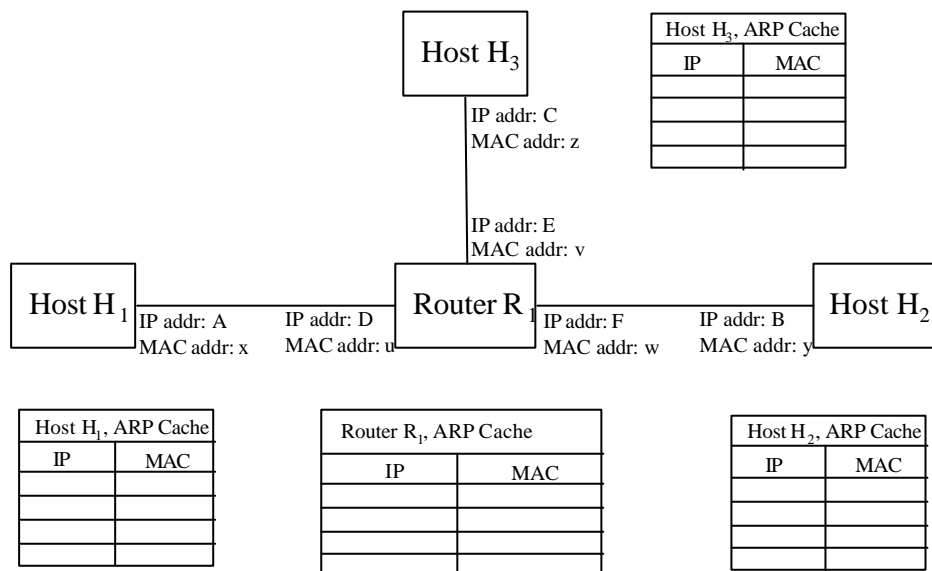 Host H3
Host H3, ARP Cache
IP MAC
IP addr: C
MAC addr: z
IP addr: E
MAC addr: v
Host H1
Router R1
Host H2
IP addr: A
MAC addr: x
IP addr: D
MAC addr: u
IP addr: F
MAC addr: w
IP addr: B
MAC addr: y
Host H1, ARP Cache
IP MAC
Router R1, ARP Cache
IP MAC
Host H2, ARP Cache
IP MAC